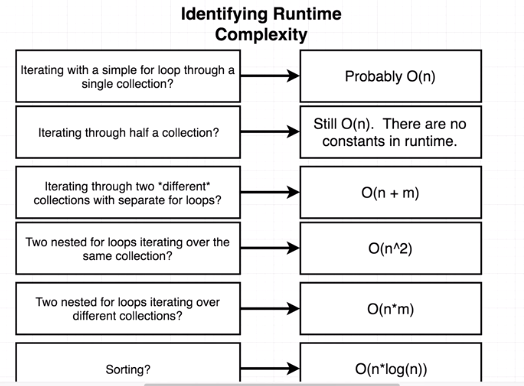 Identifying Runtime
Complexity
Iterating with a simple for loop through a
single collection?
Probably O(n)
Iterating through half a collection?
Still O(n). There are no
constants in runtime.
Iterating through two *different*
collections with separate for loops?
O(n + m)
Two nested for loops iterating over the
same collection?
O(n^2)
Two nested for loops iterating over
different collections?
O(n*m)
Sorting?
O(n*log(n))